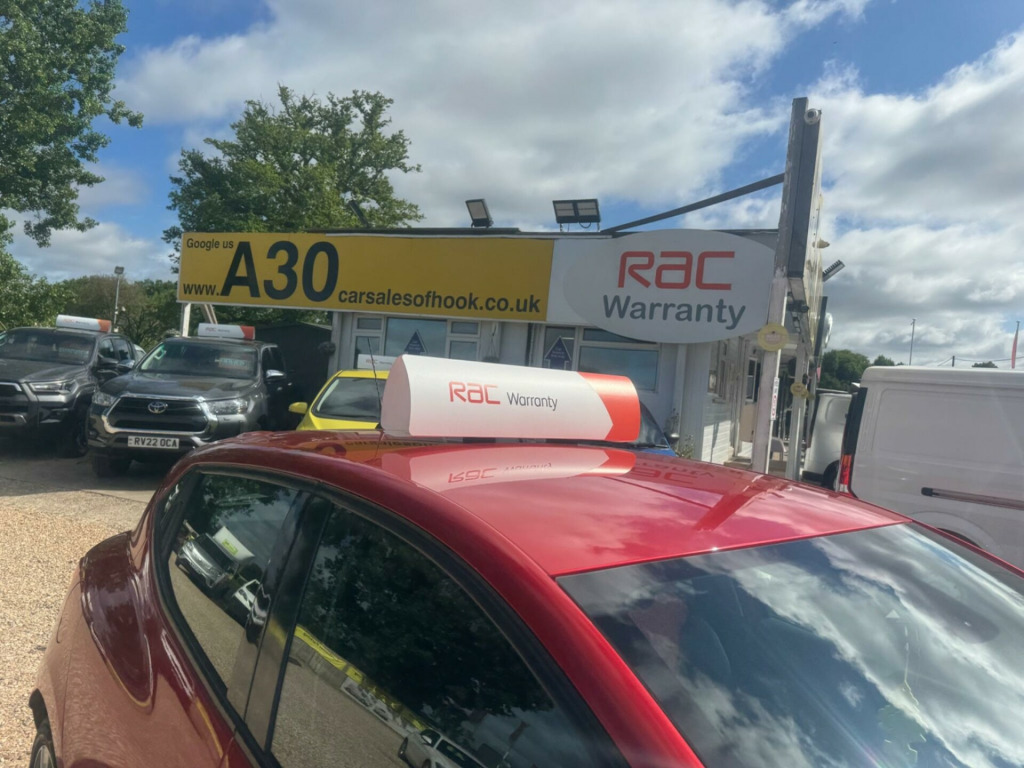 Google us
www. A30 carsalesofhook.co.uk
RAC
Warranty
RAC Warranty
RV22 OCA